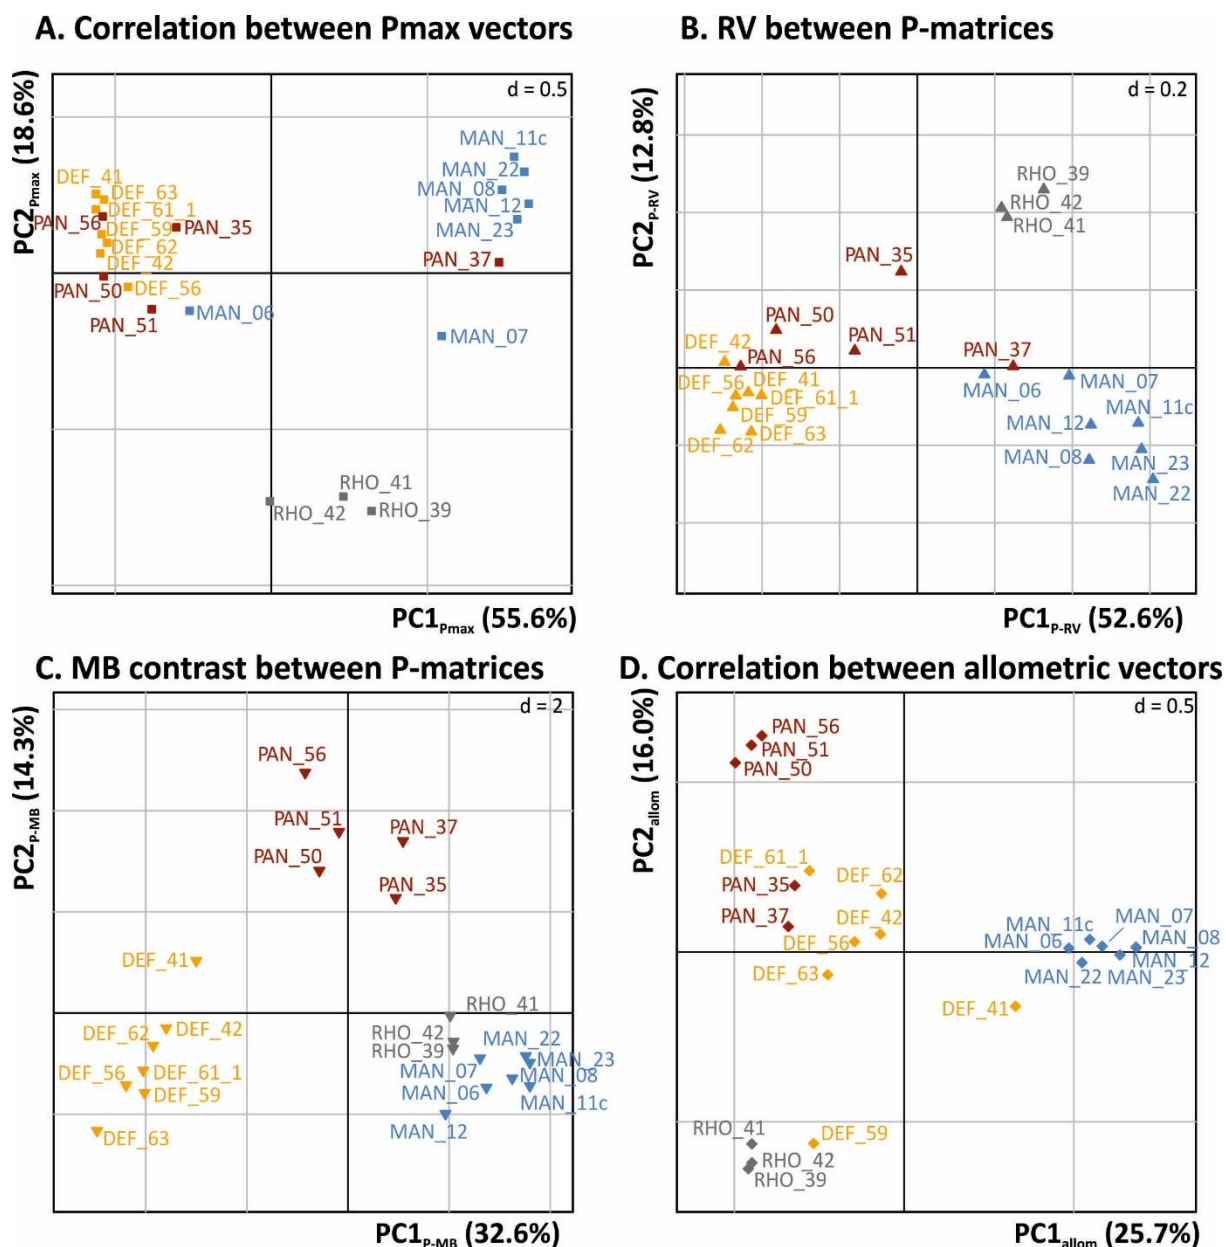 A. Correlation between Pmax vectors
d = 0.5
PC2Pmax (18.6%)
MAN_11c
MAN_22
MAN_08
MAN_12
MAN_23
DEF_41
DEF_63
DEF_61_1
PAN_56
DEF_59
PAN_35
DEF_62
DEF_42
PAN_37
PAN_50
DEF_56
PAN_51
MAN_06
MAN_07
RHO_41
RHO_42
RHO_39
PC1Pmax (55.6%)
B. RV between P-matrices
d = 0.2
PC2P-RV (12.8%)
RHO_39
RHO_42
RHO_41
PAN_35
PAN_50
PAN_51
DEF_42
PAN_56
PAN_37
DEF_56
DEF_41
MAN_06
MAN_07
DEF_61_1
DEF_59
MAN_12
MAN_11c
DEF_62
DEF_63
MAN_08
MAN_23
MAN_22
PC1P-RV (52.6%)
C. MB contrast between P-matrices
d = 2
PC2P-MB (14.3%)
PAN_56
PAN_51
PAN_37
PAN_50
PAN_35
DEF_41
RHO_41
DEF_62
DEF_42
RHO_42
MAN_22
RHO_39
MAN_23
DEF_56
DEF_61_1
MAN_07
MAN_08
DEF_59
MAN_06
MAN_11c
DEF_63
MAN_12
PC1P-MB (32.6%)
D. Correlation between allometric vectors
d = 0.5
PC2allom (16.0%)
PAN_56
PAN_51
PAN_50
DEF_61_1
PAN_35
DEF_62
PAN_37
DEF_42
DEF_56
MAN_11c
MAN_07
MAN_06
MAN_08
MAN_12
DEF_63
MAN_22
MAN_23
DEF_41
RHO_41
DEF_59
RHO_42
RHO_39
PC1allom (25.7%)